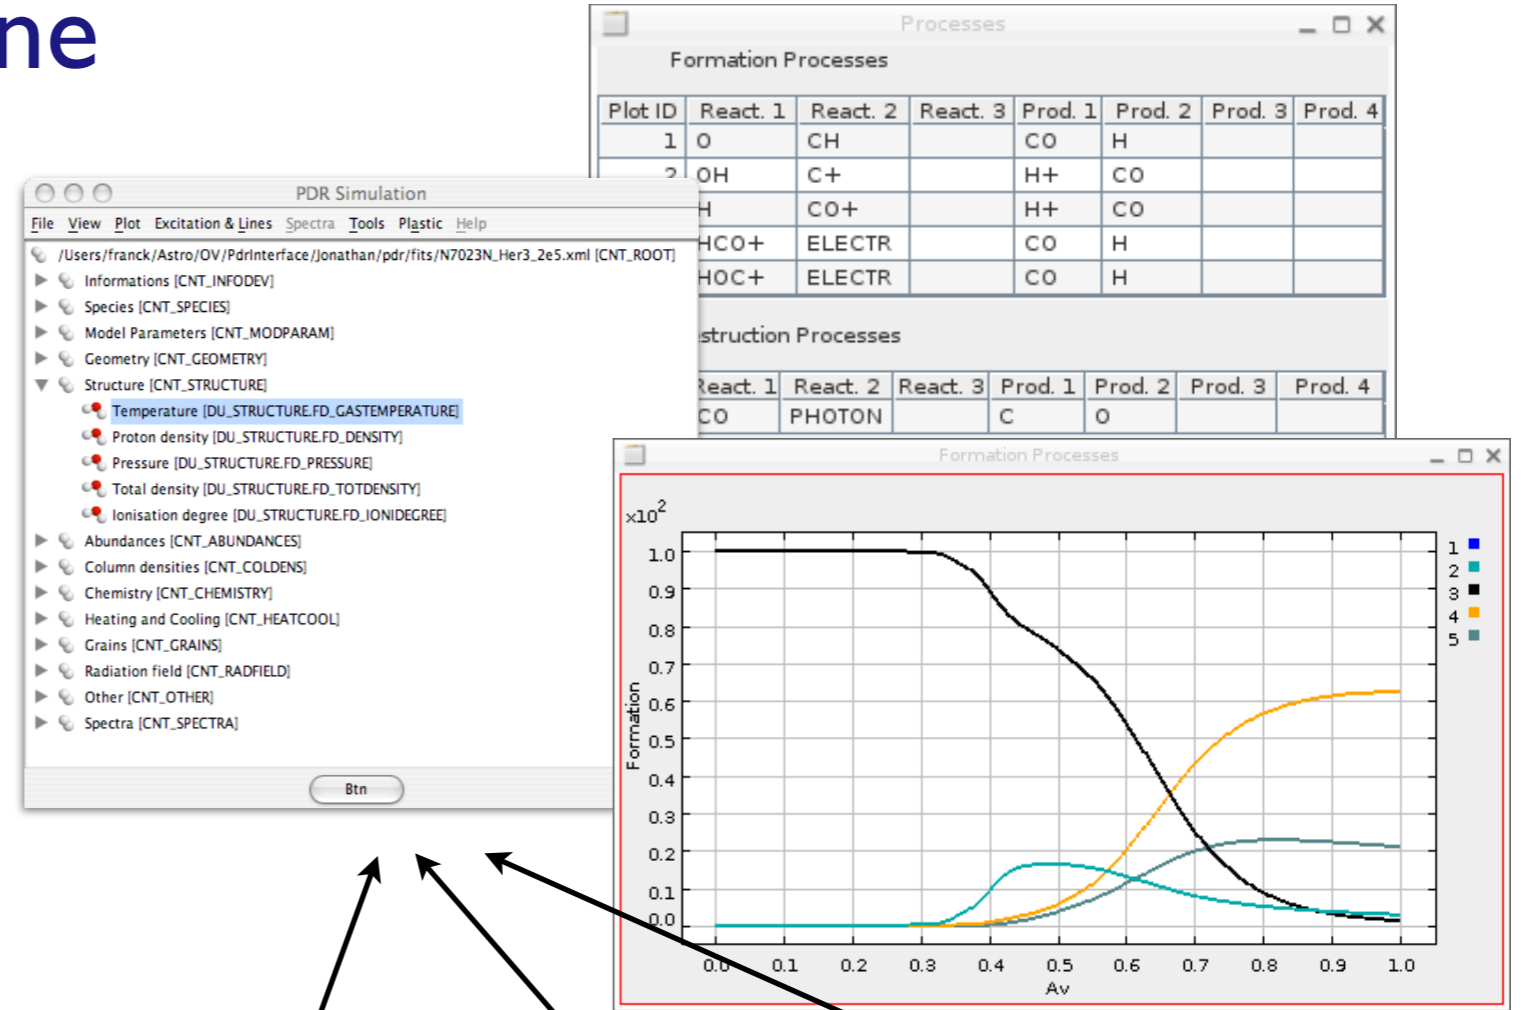 ne
Processes
Formation Processes
Plot ID React. 1 React. 2 React. 3 Prod. 1 Prod. 2 Prod. 3 Prod. 4
1 O CH CO H
2 OH C+ H+ CO
H CO+ H+ CO
HCO+ ELECTR CO H
HOC+ ELECTR CO H
struction Processes
React. 1 React. 2 React. 3 Prod. 1 Prod. 2 Prod. 3 Prod. 4
CO PHOTON C O
PDR Simulation
File View Plot Excitation & Lines Spectra Tools Plastic Help
/Users/franck/Astro/OV/PdrInterface/Jonathan/pdr/fits/N7023N_Her3_2e5.xml [CNT_ROOT]
Informations [CNT_INFODEV]
Species [CNT_SPECIES]
Model Parameters [CNT_MODPARAM]
Geometry [CNT_GEOMETRY]
Structure [CNT_STRUCTURE]
Temperature [DU_STRUCTURE.FD_GASTEMPERATURE]
Proton density [DU_STRUCTURE.FD_DENSITY]
Pressure [DU_STRUCTURE.FD_PRESSURE]
Total density [DU_STRUCTURE.FD_TOTDENSITY]
Ionisation degree [DU_STRUCTURE.FD_IONIDEGREE]
Abundances [CNT_ABUNDANCES]
Column densities [CNT_COLDENS]
Chemistry [CNT_CHEMISTRY]
Heating and Cooling [CNT_HEATCOOL]
Grains [CNT_GRAINS]
Radiation field [CNT_RADFIELD]
Other [CNT_OTHER]
Spectra [CNT_SPECTRA]
Btn
Formation Processes
×10²
1.0
0.9
0.8
0.7
0.6
0.5
0.4
0.3
0.2
0.1
0.0
Formation
0.0 0.1 0.2 0.3 0.4 0.5 0.6 0.7 0.8 0.9 1.0
Av
1
2
3
4
5